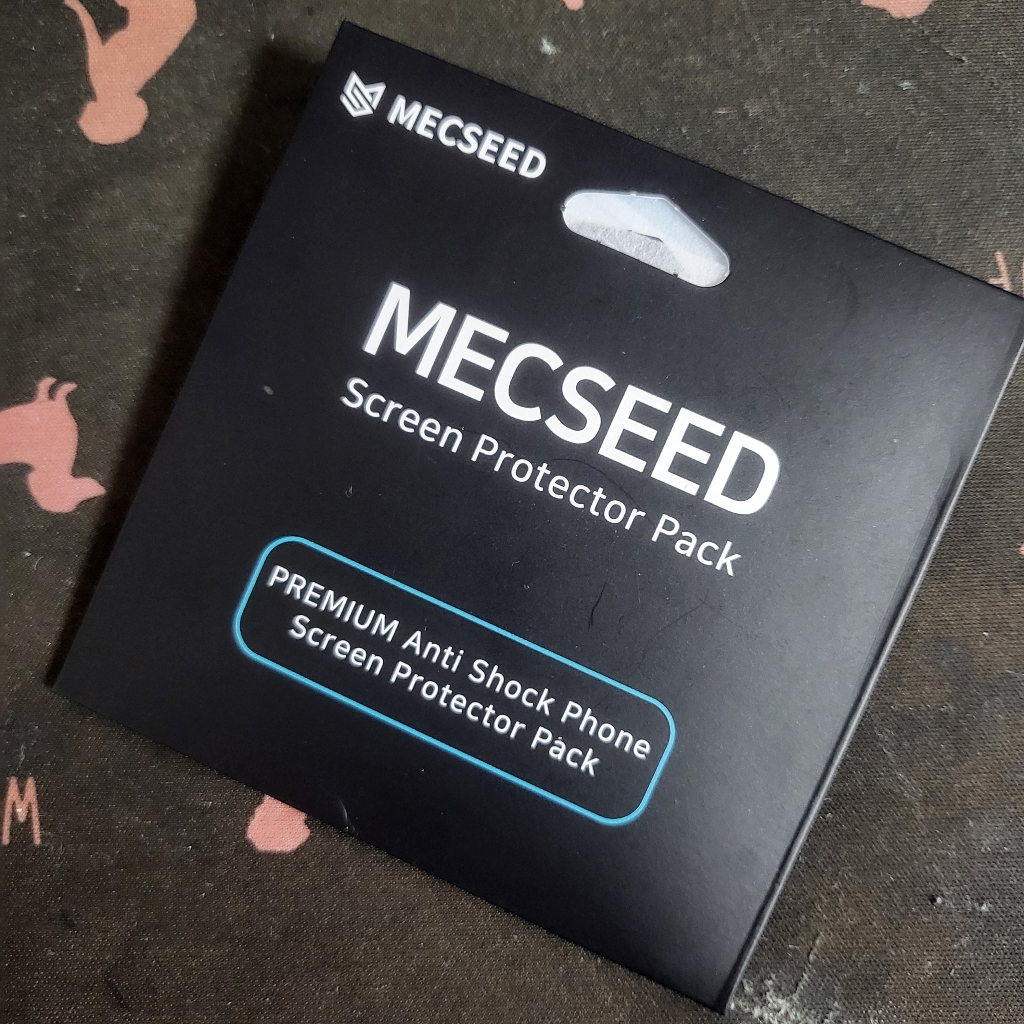 MECSEED
MECSEED
Screen Protector Pack
PREMIUM Anti Shock Phone
Screen Protector Pack
M